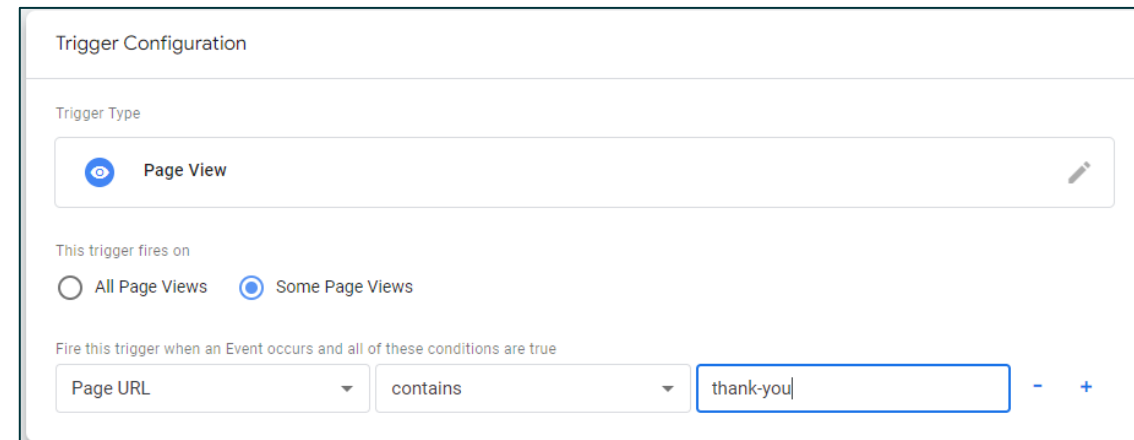 Trigger Configuration
Trigger Type
Page View
This trigger fires on
All Page Views Some Page Views
Fire this trigger when an Event occurs and all of these conditions are true
Page URL contains thank-you - +